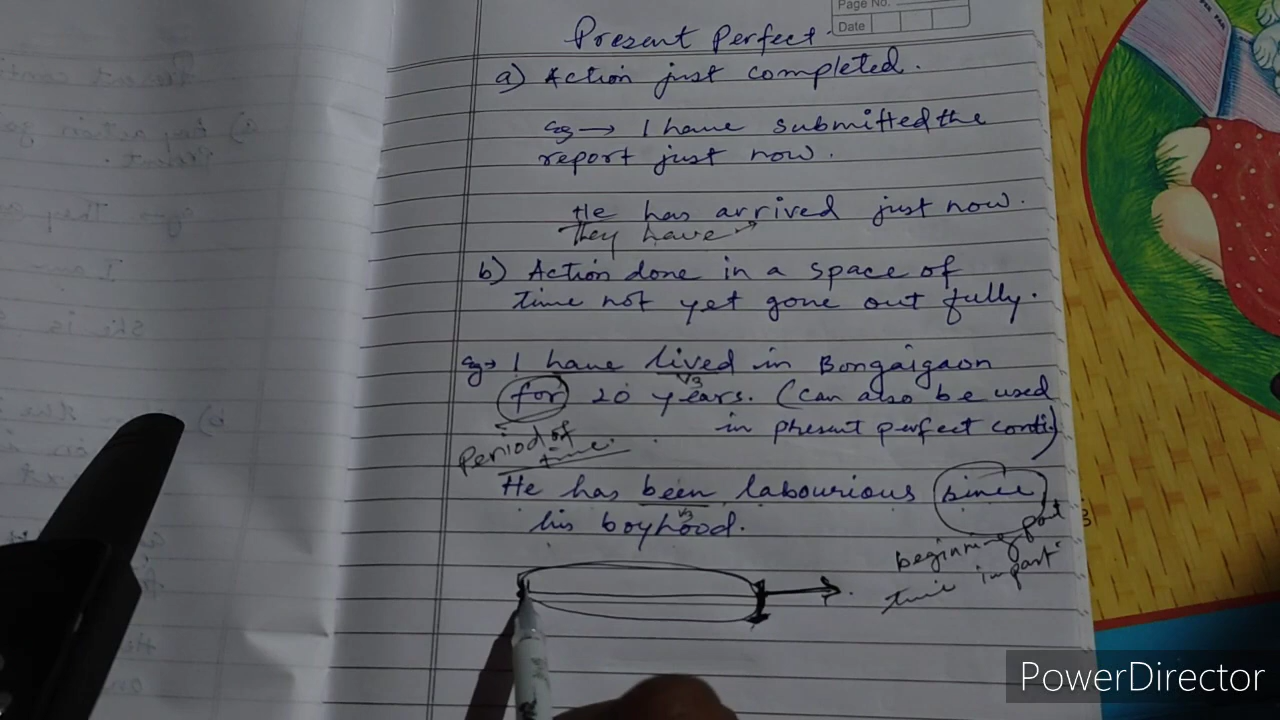 Page No.
Date
Present Perfect.
a) Action just completed.
eg → I have submitted the
report just now.
He has arrived just now.
They have "
b) Action done in a space of
time not yet gone out fully.
eg → I have lived in Bongaigaon
V3
for 20 years. (can also be used
in present perfect conti)
Period of
time.
He has been labourious since
V3
his boyhood.
beginning
time in past
PowerDirector